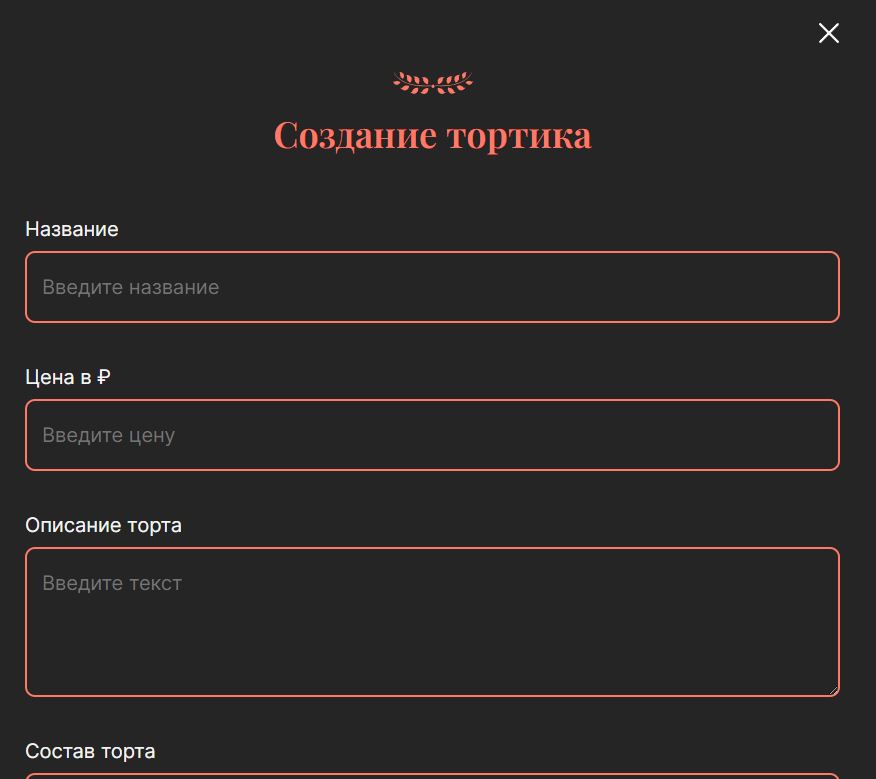 Создание тортика
Название
Введите название
Цена в ₽
Введите цену
Описание торта
Введите текст
Состав торта